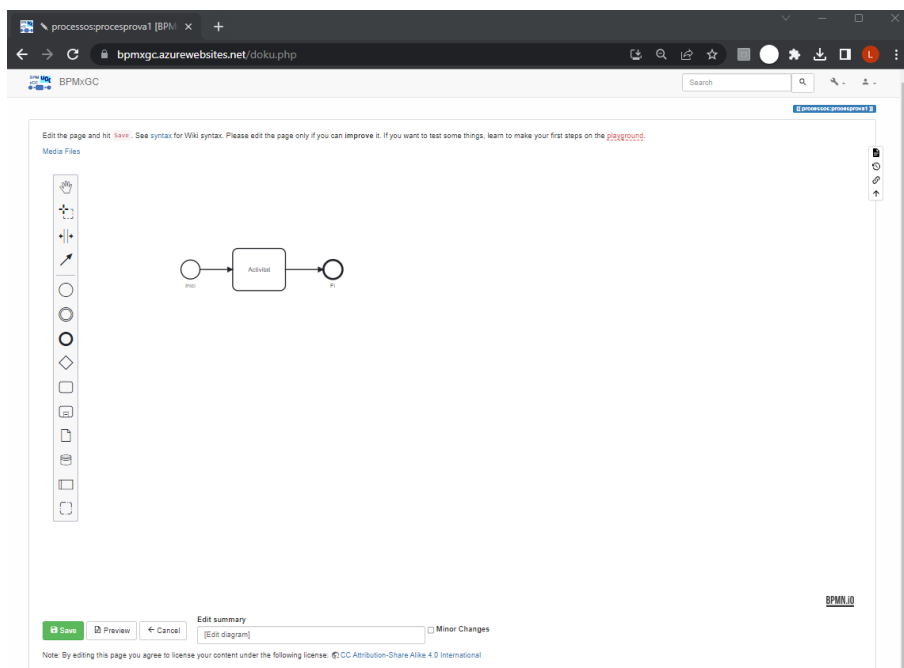 processos:procesprova1 [BPM
bpmxgc.azurewebsites.net/doku.php
L
BPMxGC
Search
[[processos:procesprova1]]
Edit the page and hit Save. See syntax for Wiki syntax. Please edit the page only if you can improve it. If you want to test some things, learn to make your first steps on the playground.
Media Files
Inici
Activitat
Fi
BPMN.iO
Edit summary
Save
Preview
Cancel
[Edit diagram]
Minor Changes
Note: By editing this page you agree to license your content under the following license: CC Attribution-Share Alike 4.0 International